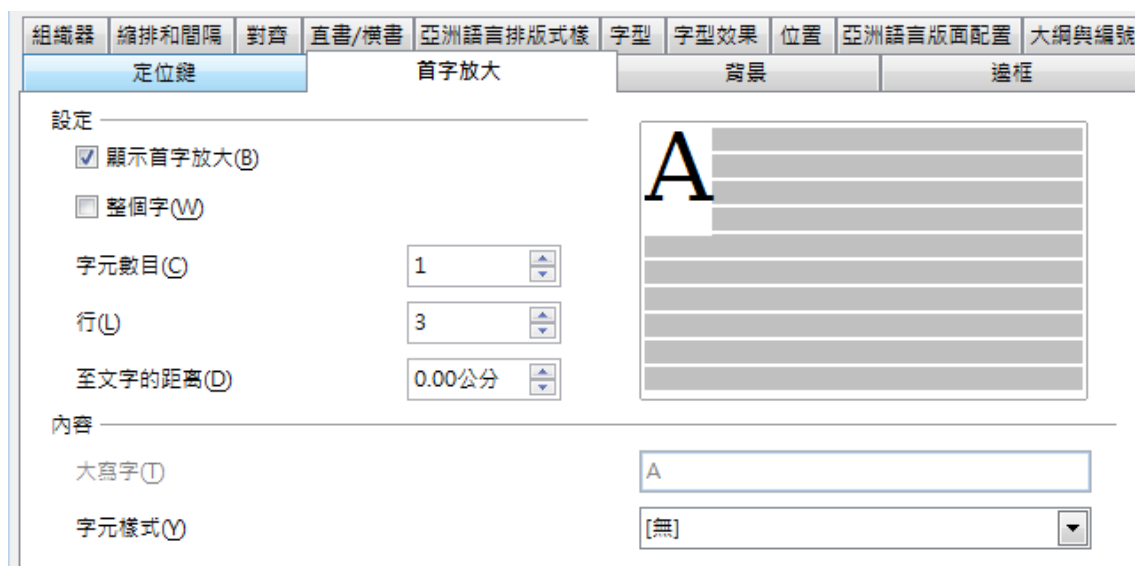 組織器 縮排和間隔 對齊 直書/橫書 亞洲語言排版式樣 字型 字型效果 位置 亞洲語言版面配置 大綱與編號
定位鍵 首字放大 背景 邊框
設定
顯示首字放大(B)
整個字(W)
字元數目(C) 1
行(L) 3
至文字的距离(D) 0.00公分
A
內容
大寫字(T) A
字元樣式(Y) [無]